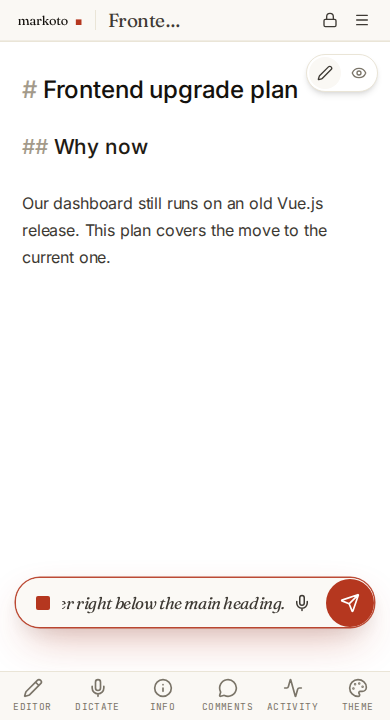 markoto
Fronte...
# Frontend upgrade plan
## Why now
Our dashboard still runs on an old Vue.js
release. This plan covers the move to the
current one.
right below the main heading.
EDITOR DICTATE INFO COMMENTS ACTIVITY THEME